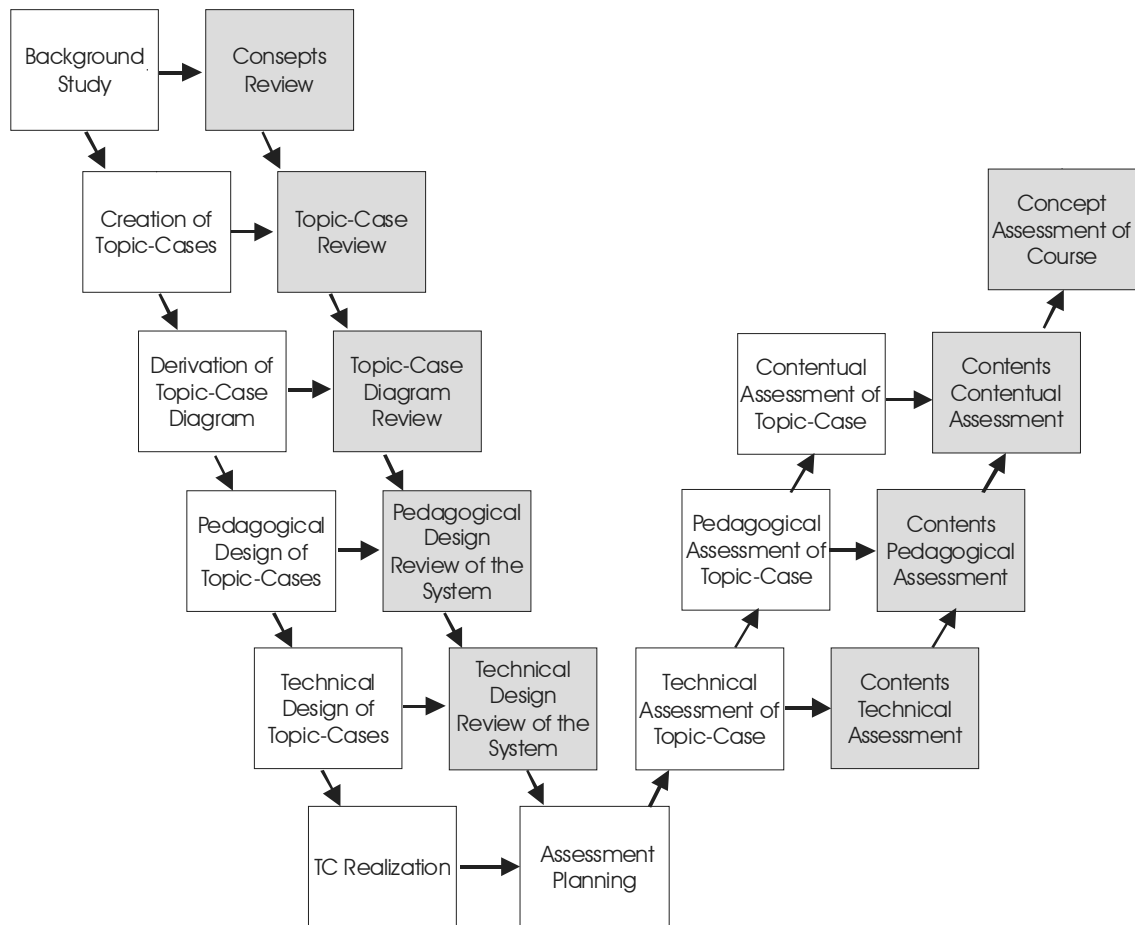 Background
Study
Consepts
Review
Creation of
Topic-Cases
Topic-Case
Review
Concept
Assessment of
Course
Derivation of
Topic-Case
Diagram
Topic-Case
Diagram
Review
Contentual
Assessment of
Topic-Case
Contents
Contentual
Assessment
Pedagogical
Design of
Topic-Cases
Pedagogical
Design
Review of the
System
Pedagogical
Assessment of
Topic-Case
Contents
Pedagogical
Assessment
Technical
Design of
Topic-Cases
Technical
Design
Review of the
System
Technical
Assessment of
Topic-Case
Contents
Technical
Assessment
TC Realization
Assessment
Planning